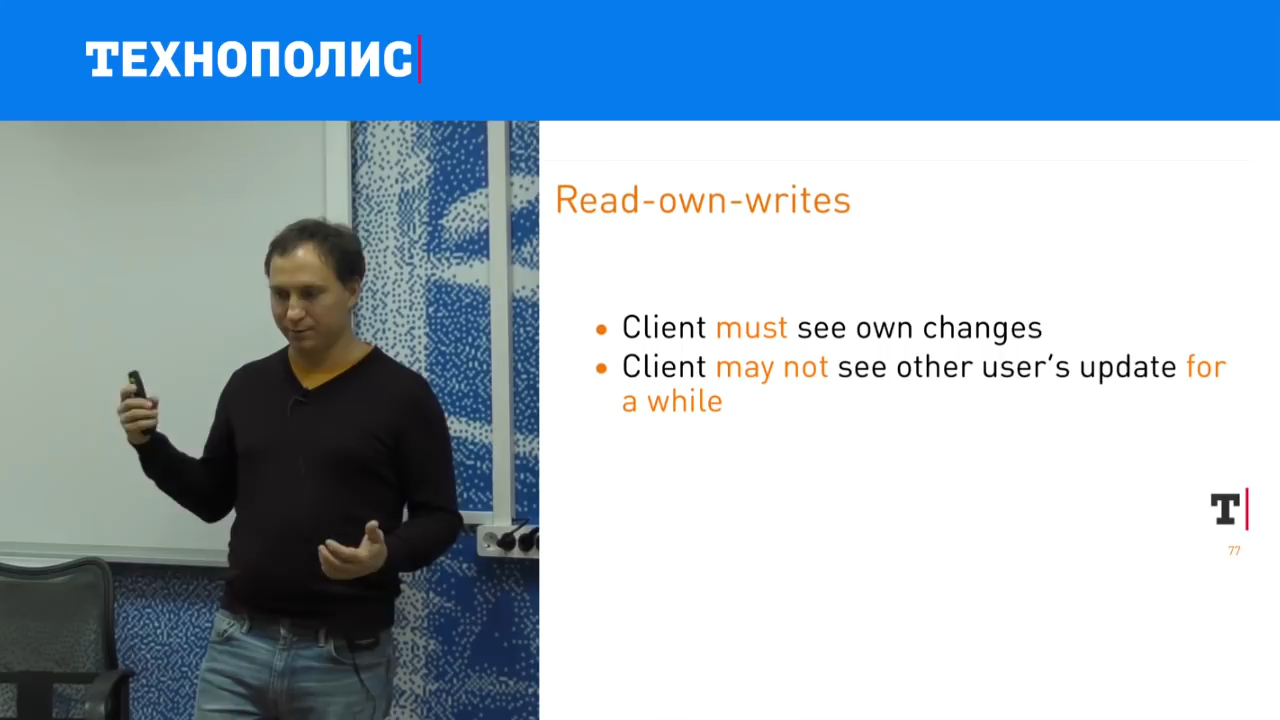 ТЕХНОПОЛИС
Read-own-writes
• Client must see own changes
• Client may not see other user's update for
a while
Т
77